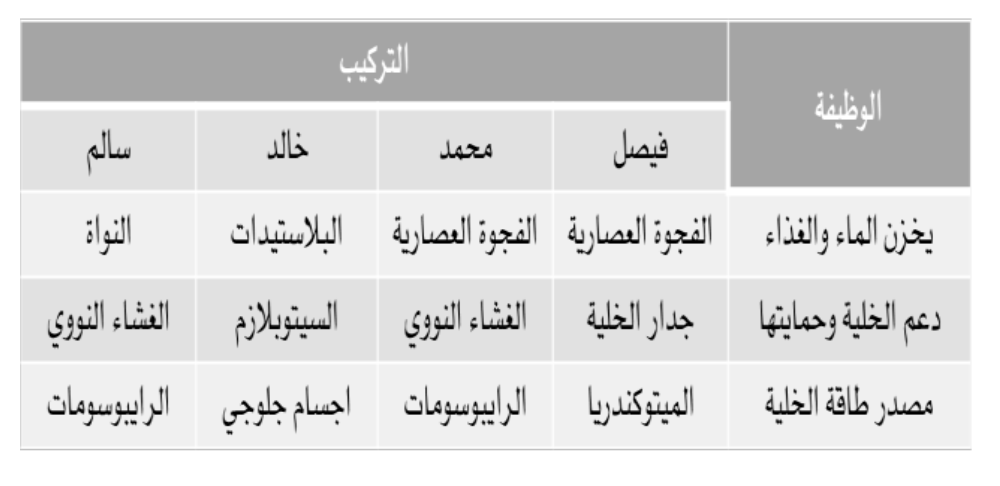 الوظيفة التركيب
فيصل محمد خالد سالم
يخزن الماء والغذاء الفجوة العصارية الفجوة العصارية البلاستيدات النواة
دعم الخلية وحمايتها جدار الخلية الغشاء النووي السيتوبلازم الغشاء النووي
مصدر طاقة الخلية الميتوكندريا الرايبوسومات اجسام جلوجي الرايبوسومات